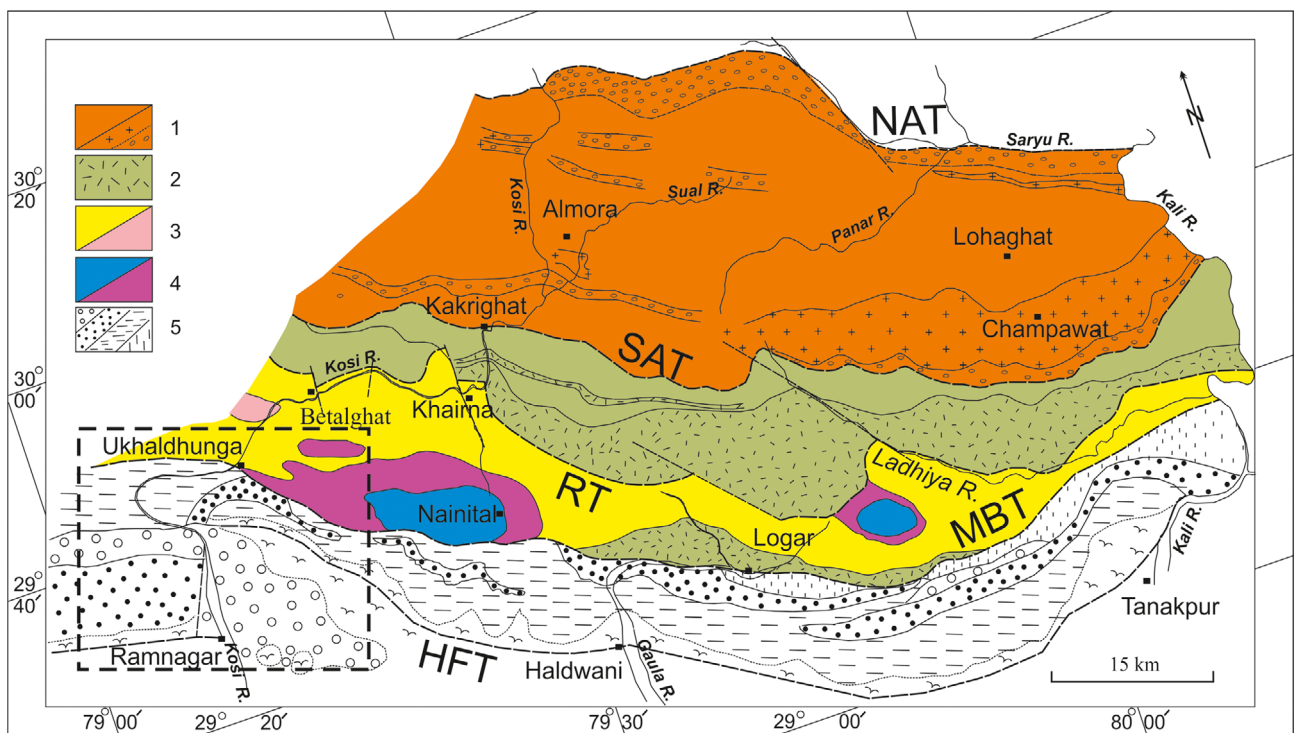 NAT
Saryu R.
N
1
2
3
4
5
30°
20
Kosi R.
Sual R.
Almora
Panar R.
Kali R.
Lohaghat
Kakrighat
SAT
Champawat
30°
00
Kosi R.
Betalghat
Khairna
Ukhaldhunga
RT
Ladhiya R.
MBT
Nainital
Logar
Kali R.
29°
40
Tanakpur
Ramnagar
Kosi R.
HFT
Haldwani
Gaula R.
15 km
79° 00′
29° 20′
79° 30′
29° 00′
80° 00′